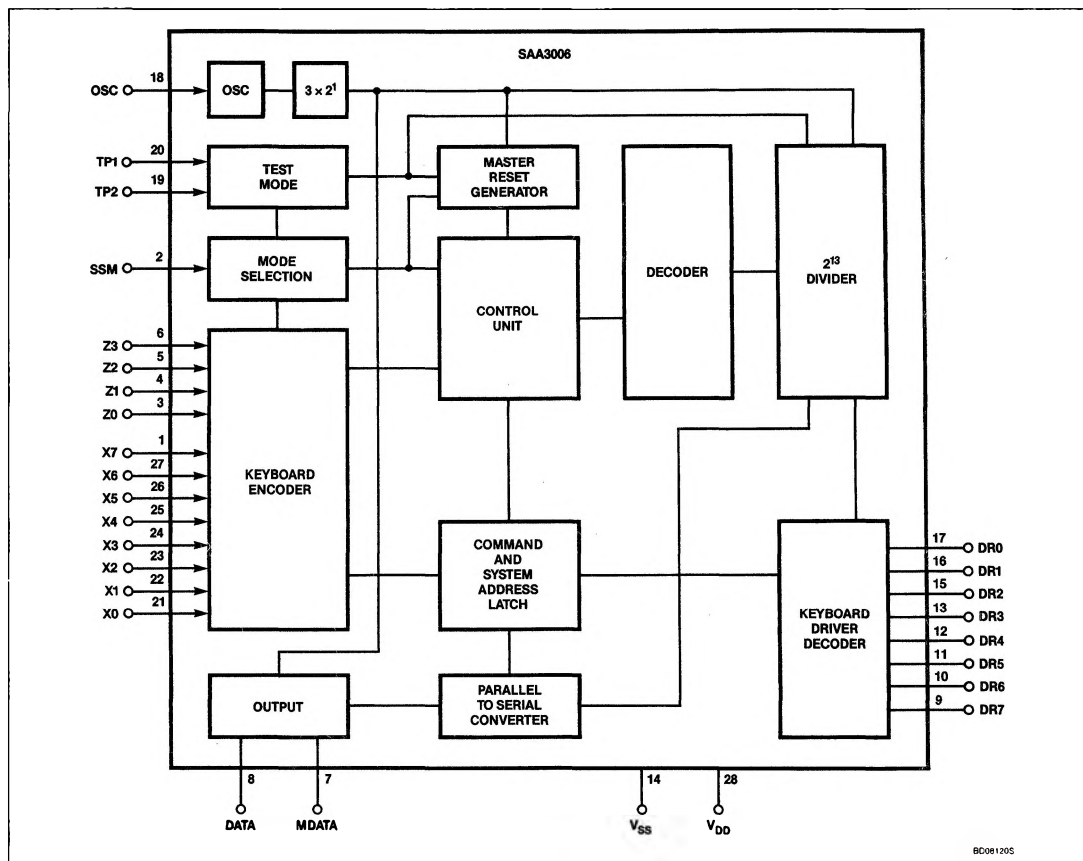 SAA3006
18
OSC
OSC
3 × 2¹
20
TP1
19
TP2
TEST
MODE
MASTER
RESET
GENERATOR
2
SSM
MODE
SELECTION
CONTROL
UNIT
DECODER
2¹³
DIVIDER
6
Z3
5
Z2
4
Z1
3
Z0
1
X7
27
X6
26
X5
25
X4
24
X3
23
X2
22
X1
21
X0
KEYBOARD
ENCODER
COMMAND
AND
SYSTEM
ADDRESS
LATCH
KEYBOARD
DRIVER
DECODER
17
DR0
16
DR1
15
DR2
13
DR3
12
DR4
11
DR5
10
DR6
9
DR7
OUTPUT
PARALLEL
TO SERIAL
CONVERTER
8
7
14
28
DATA
MDATA
VSS
VDD
BD08120S